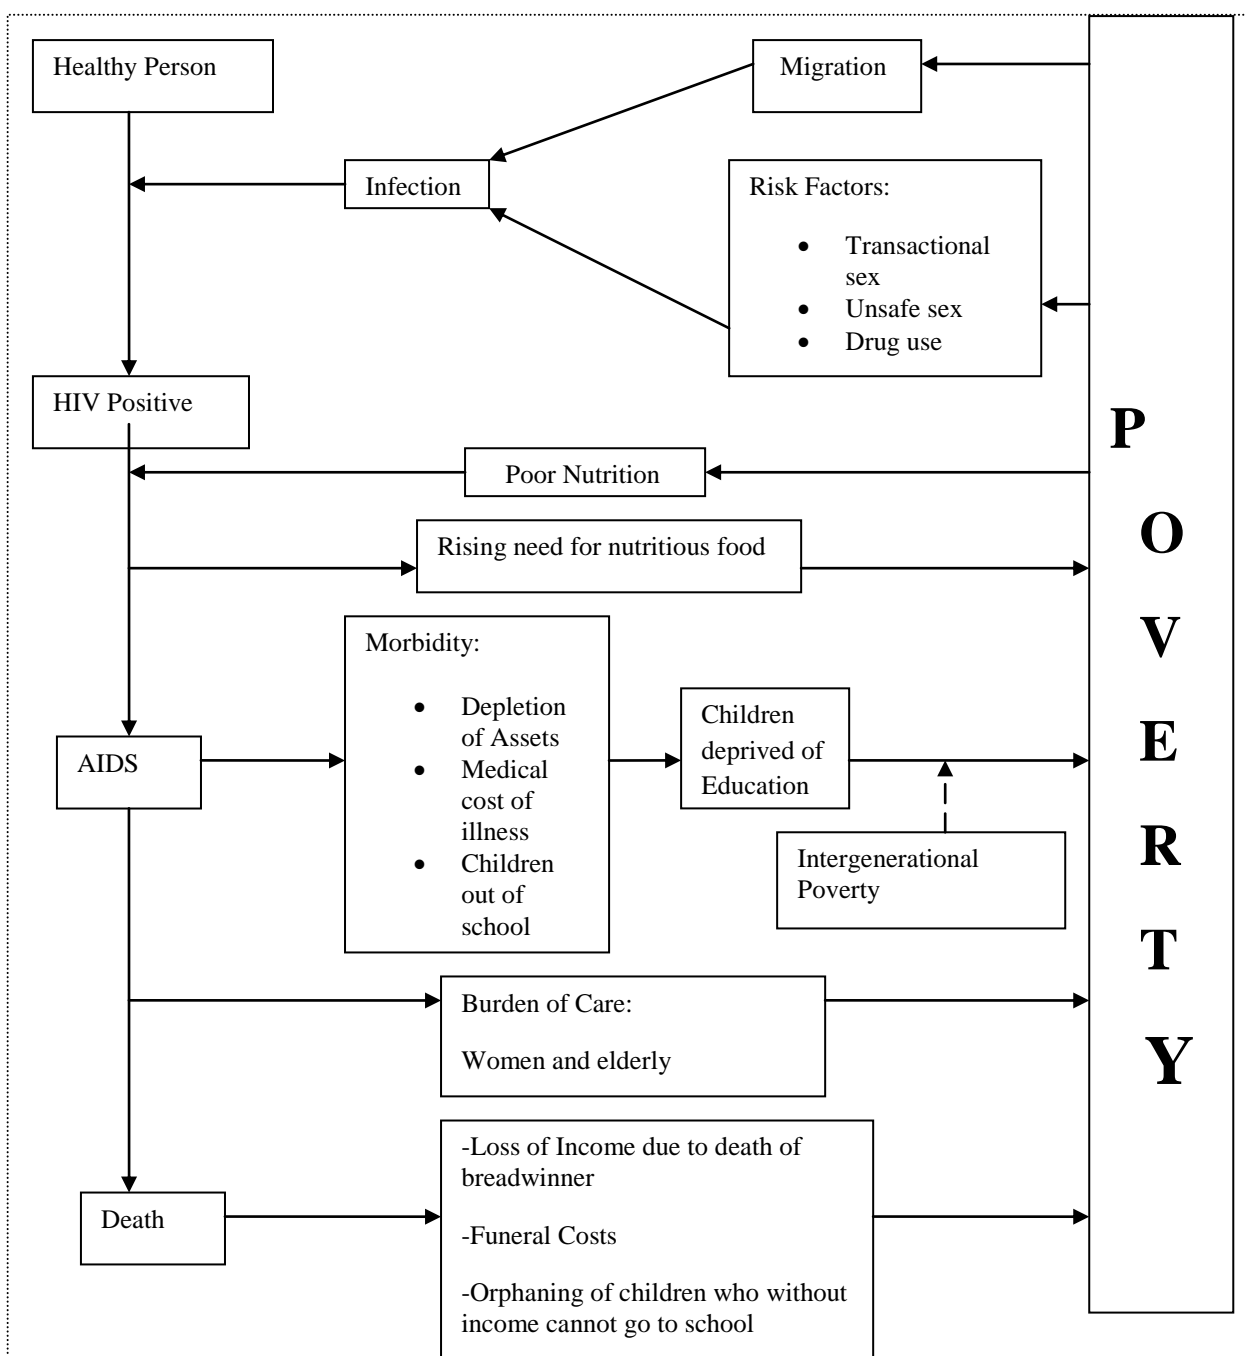 Healthy Person
Migration
Infection
Risk Factors:
• Transactional
sex
• Unsafe sex
• Drug use
HIV Positive
Poor Nutrition
Rising need for nutritious food
Morbidity:
• Depletion
of Assets
• Medical
cost of
illness
• Children
out of
school
Children
deprived of
Education
AIDS
Intergenerational
Poverty
Burden of Care:
Women and elderly
Death
-Loss of Income due to death of
breadwinner
-Funeral Costs
-Orphaning of children who without
income cannot go to school
P
O
V
E
R
T
Y